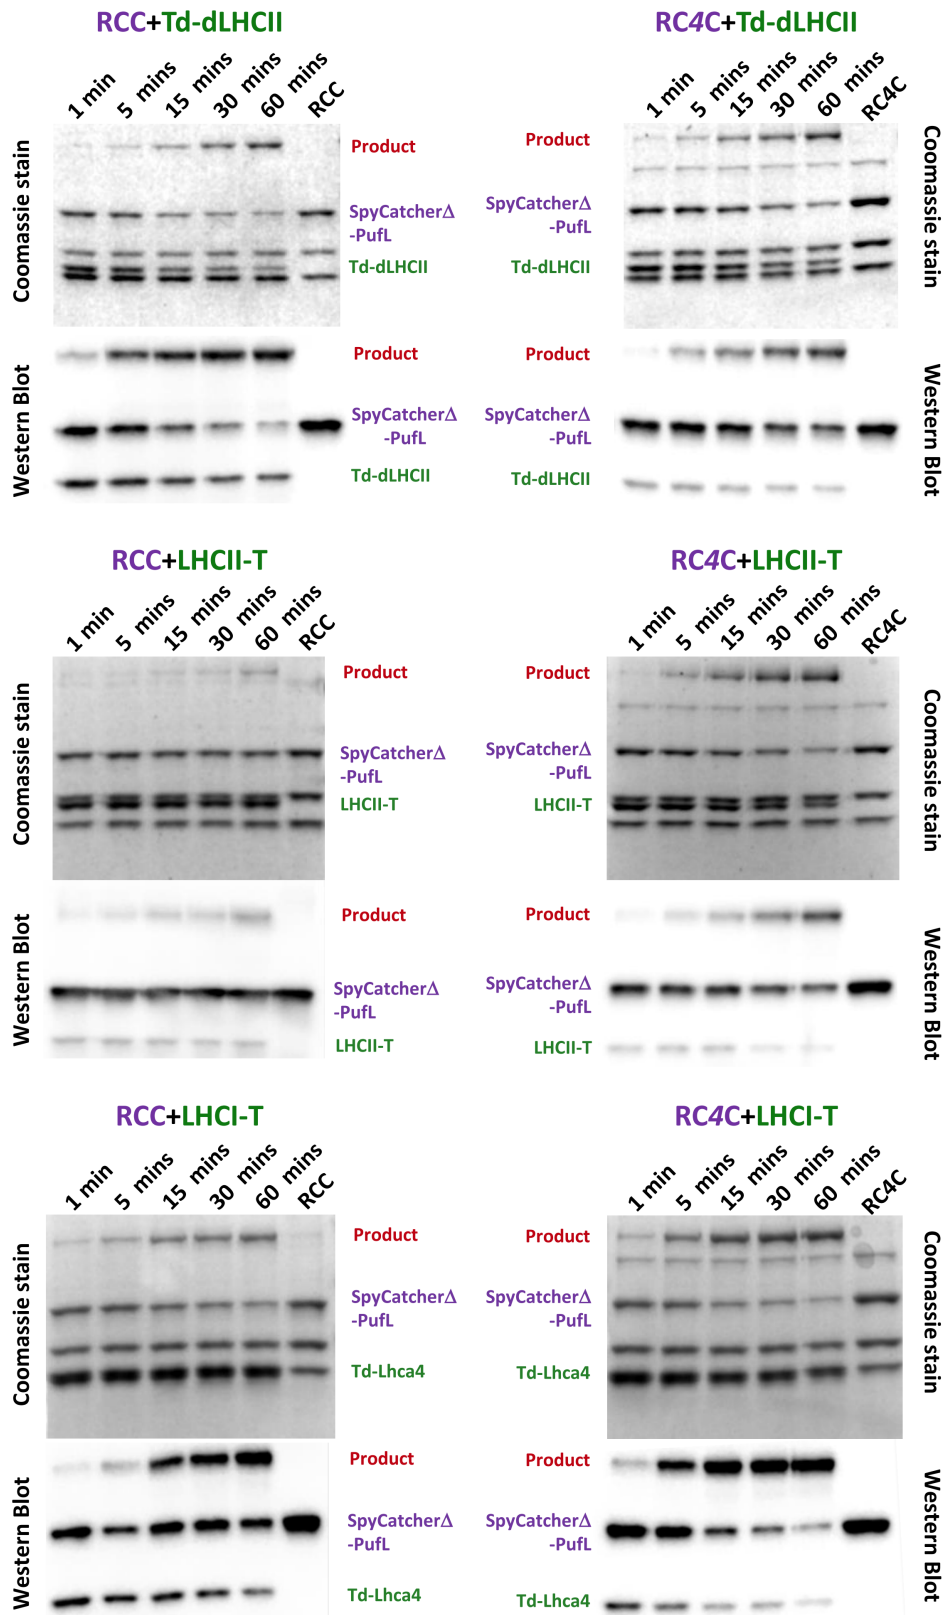 RCC+Td-dLHCII
1 min 5 mins 15 mins 30 mins 60 mins RCC
Coomassie stain
Product
SpyCatcherΔ
-PufL
Td-dLHCII
Western Blot
Product
SpyCatcherΔ
-PufL
Td-dLHCII
RC4C+Td-dLHCII
1 min 5 mins 15 mins 30 mins 60 mins RC4C
Product
SpyCatcherΔ
-PufL
Td-dLHCII
Coomassie stain
Product
SpyCatcherΔ
-PufL
Td-dLHCII
Western Blot
RCC+LHCII-T
1 min 5 mins 15 mins 30 mins 60 mins RCC
Coomassie stain
Product
SpyCatcherΔ
-PufL
LHCII-T
Western Blot
Product
SpyCatcherΔ
-PufL
LHCII-T
RC4C+LHCII-T
1 min 5 mins 15 mins 30 mins 60 mins RC4C
Product
SpyCatcherΔ
-PufL
LHCII-T
Coomassie stain
Product
SpyCatcherΔ
-PufL
LHCII-T
Western Blot
RCC+LHCI-T
1 min 5 mins 15 mins 30 mins 60 mins RCC
Coomassie stain
Product
SpyCatcherΔ
-PufL
Td-Lhca4
Western Blot
Product
SpyCatcherΔ
-PufL
Td-Lhca4
RC4C+LHCI-T
1 min 5 mins 15 mins 30 mins 60 mins RC4C
Product
SpyCatcherΔ
-PufL
Td-Lhca4
Coomassie stain
Product
SpyCatcherΔ
-PufL
Td-Lhca4
Western Blot